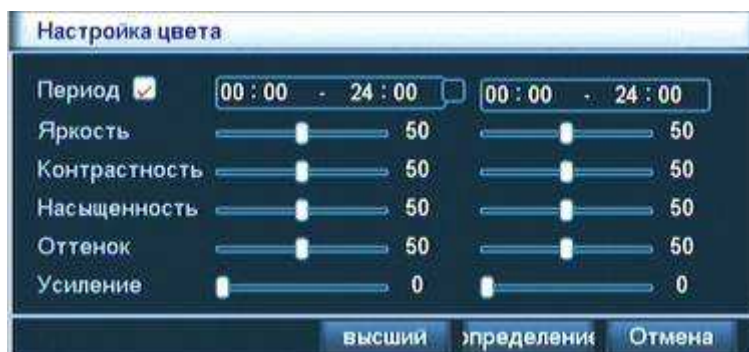 Настройка цвета
Период 00 : 00 - 24 : 00 00 : 00 - 24 : 00
Яркость 50 50
Контрастность 50 50
Насыщенность 50 50
Оттенок 50 50
Усиление 0 0
высший определение Отмена